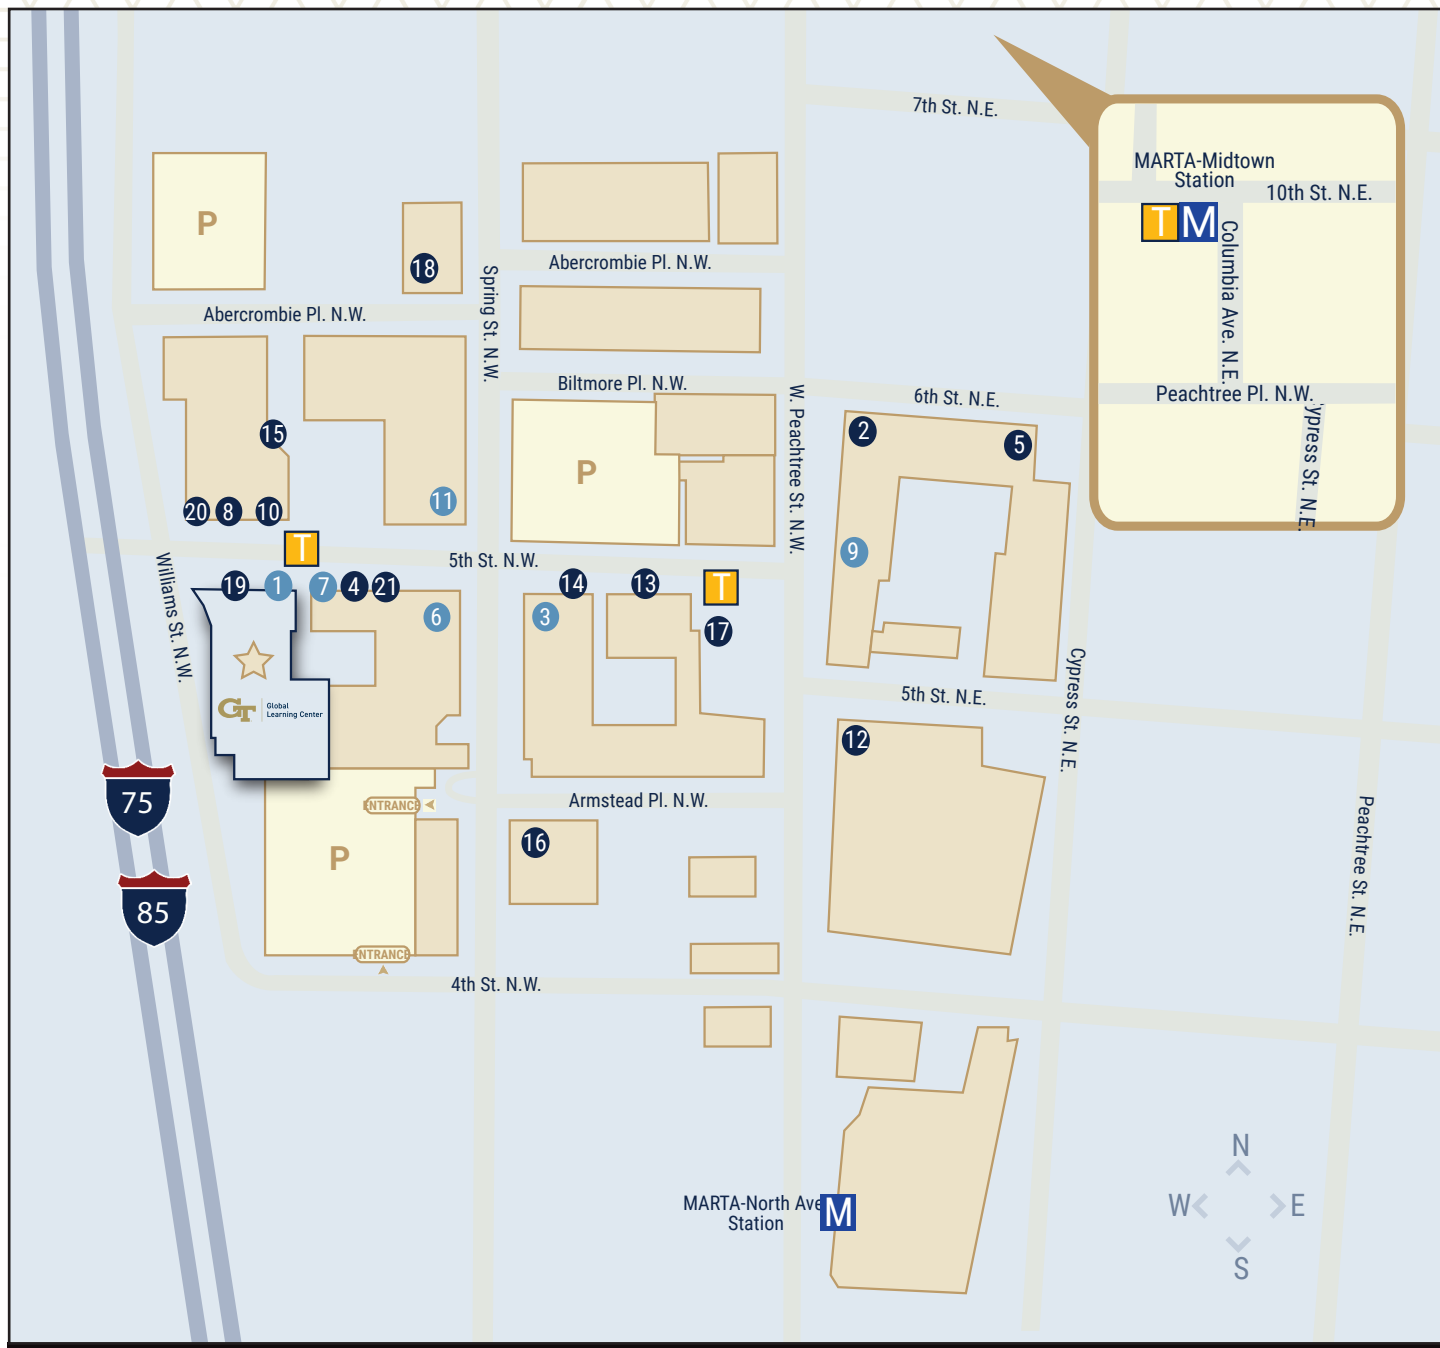 7th St. N.E.
MARTA-Midtown
Station
10th St. N.E.
T
M
Columbia Ave. N.E.
Peachtree Pl. N.W.
ypress St. N.E.
P
18
Abercrombie Pl. N.W.
Spring St. N.W.
Abercrombie Pl. N.W.
Biltmore Pl. N.W.
W. Peachtree St. N.W.
6th St. N.E.
2
5
15
P
11
20
8
10
9
T
5th St. N.W.
Williams St. N.W.
19
1
7
4
21
6
14
13
3
T
17
GT
Global
Learning Center
5th St. N.E.
Cypress St. N.E.
12
75
ENTRANCE
Armstead Pl. N.W.
16
P
Peachtree St. N.E.
85
ENTRANCE
4th St. N.W.
MARTA-North Ave
Station
M
N
W
E
S